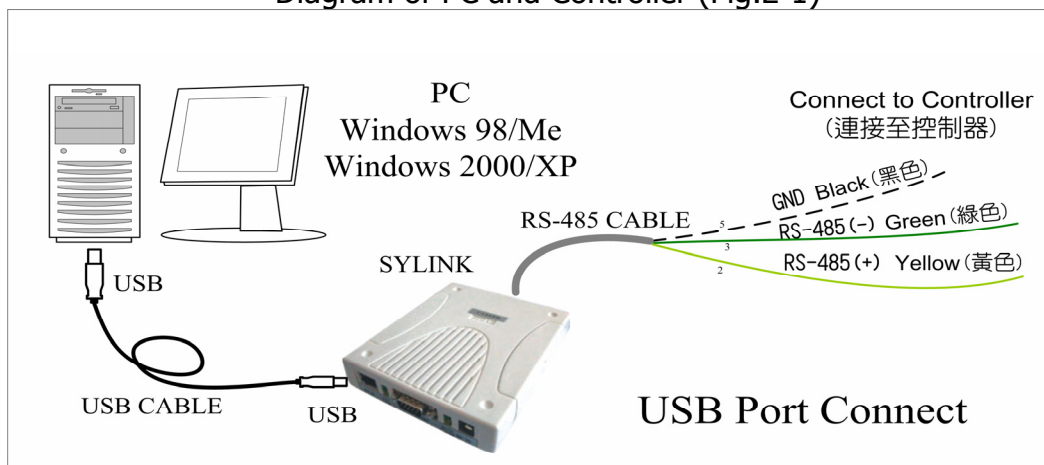 Diagram of PC and Controller (Fig.2-1)
PC
Windows 98/Me
Windows 2000/XP
Connect to Controller
(連接至控制器)
GND Black(黑色)
RS-485 CABLE
5
RS-485(-) Green(綠色)
3
SYLINK
2
RS-485(+) Yellow(黃色)
USB
USB CABLE
USB
USB Port Connect